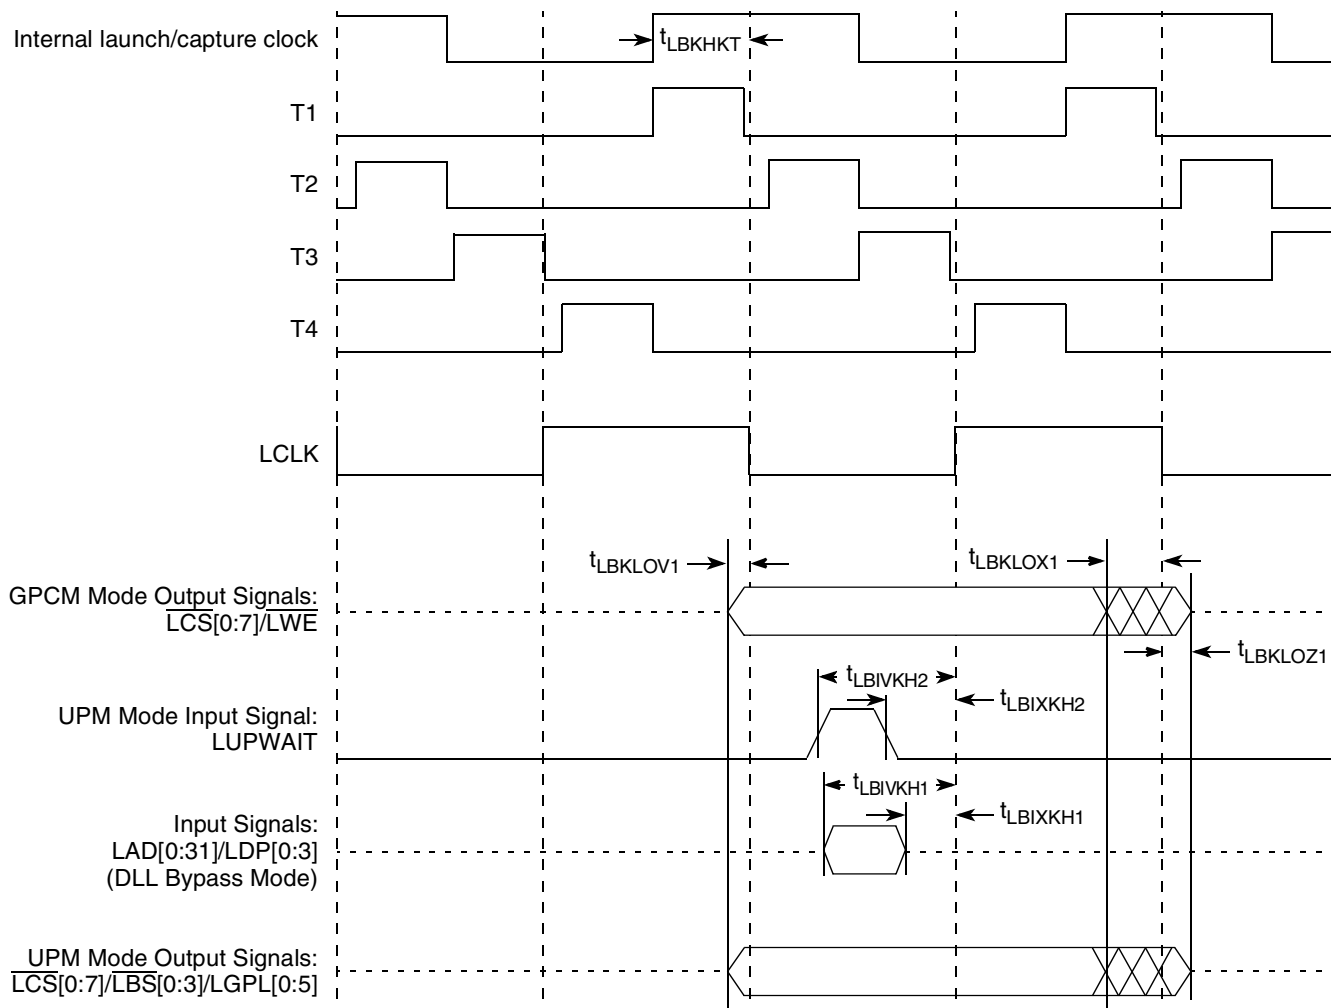 Internal launch/capture clock
tLBKHKT
T1
T2
T3
T4
LCLK
tLBKLOV1
tLBKLOX1
GPCM Mode Output Signals:
LCS[0:7]/LWE
tLBKLOZ1
tLBIVKH2
tLBIXKH2
UPM Mode Input Signal:
LUPWAIT
tLBIVKH1
tLBIXKH1
Input Signals:
LAD[0:31]/LDP[0:3]
(DLL Bypass Mode)
UPM Mode Output Signals:
LCS[0:7]/LBS[0:3]/LGPL[0:5]